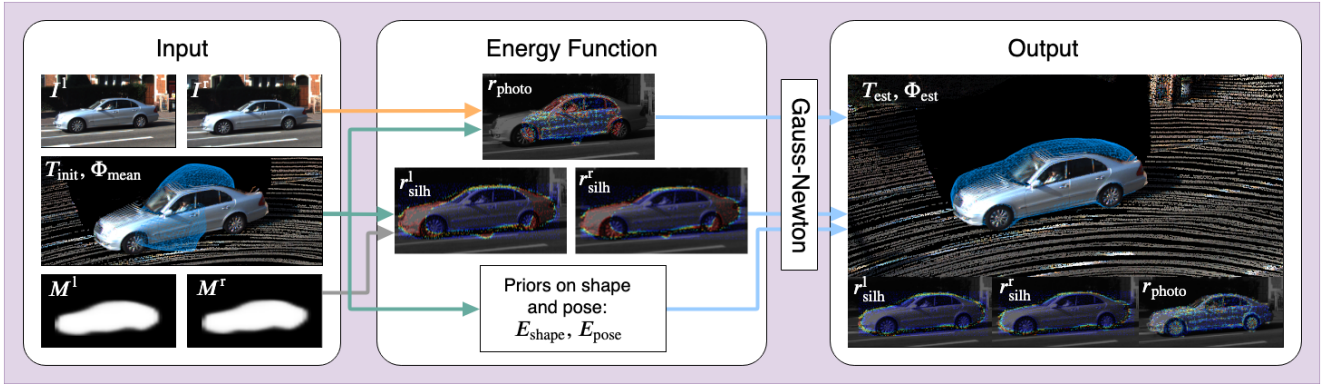 Input
I^l
I^r
T_init, Φ_mean
M^l
M^r
Energy Function
r_photo
r^l_silh
r^r_silh
Priors on shape
and pose:
E_shape, E_pose
Gauss-Newton
Output
T_est, Φ_est
r^l_silh
r^r_silh
r_photo